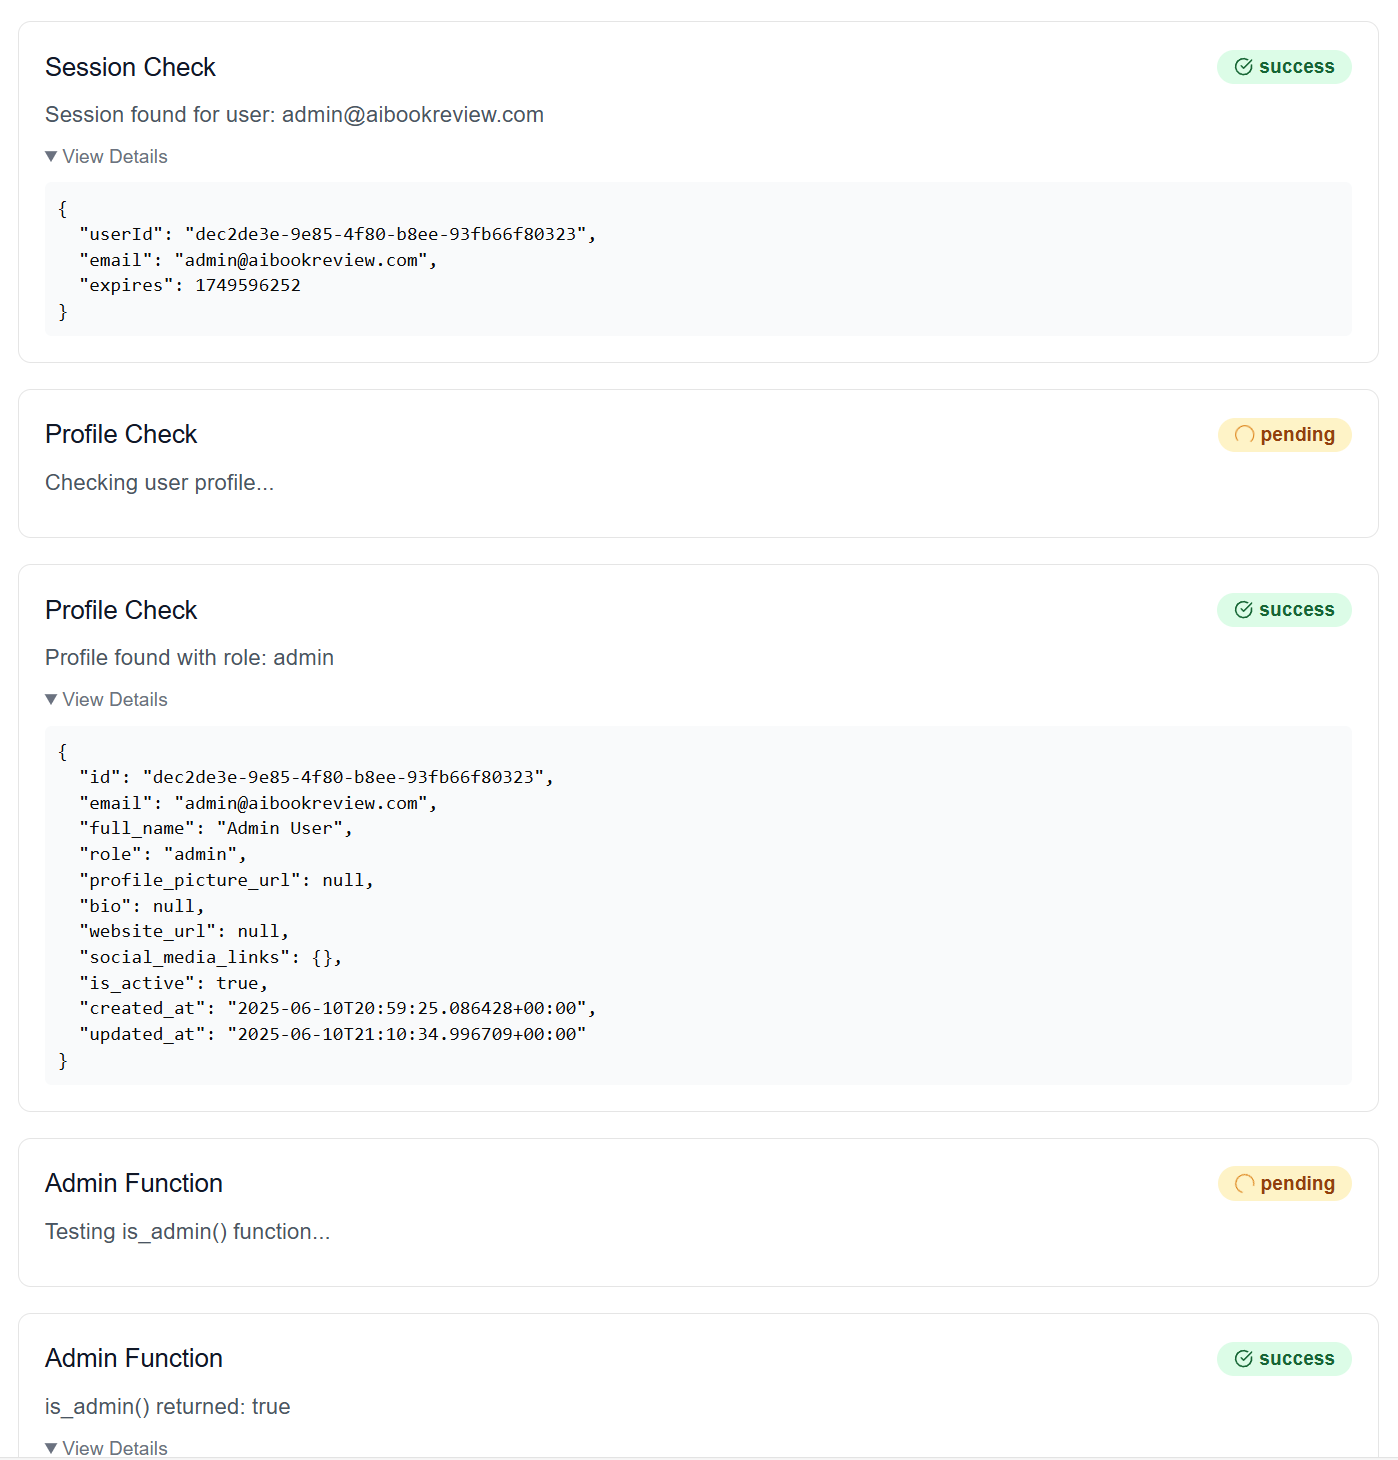 Session Check
success
Session found for user: admin@aibookreview.com
▼ View Details
{
  "userId": "dec2de3e-9e85-4f80-b8ee-93fb66f80323",
  "email": "admin@aibookreview.com",
  "expires": 1749596252
}
Profile Check
pending
Checking user profile...
Profile Check
success
Profile found with role: admin
▼ View Details
{
  "id": "dec2de3e-9e85-4f80-b8ee-93fb66f80323",
  "email": "admin@aibookreview.com",
  "full_name": "Admin User",
  "role": "admin",
  "profile_picture_url": null,
  "bio": null,
  "website_url": null,
  "social_media_links": {},
  "is_active": true,
  "created_at": "2025-06-10T20:59:25.086428+00:00",
  "updated_at": "2025-06-10T21:10:34.996709+00:00"
}
Admin Function
pending
Testing is_admin() function...
Admin Function
success
is_admin() returned: true
▼ View Details